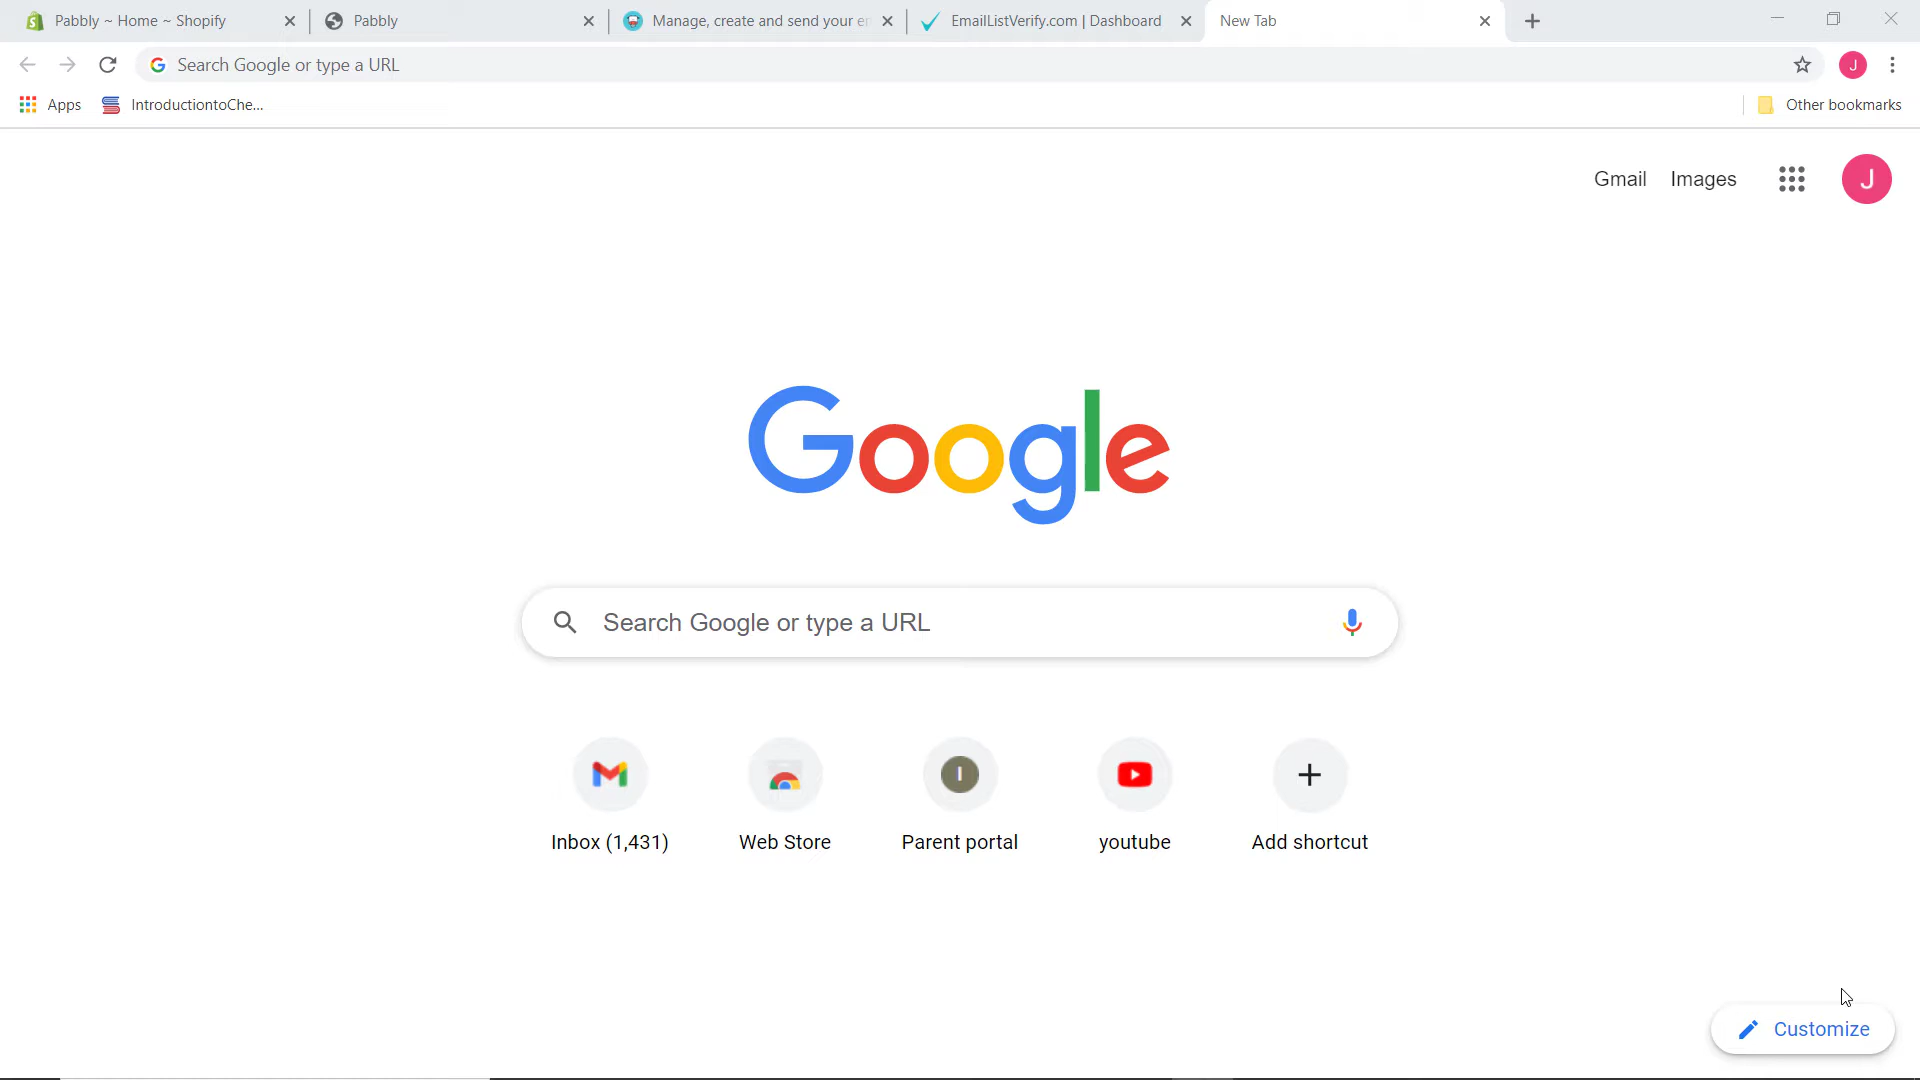 Pabbly ~ Home ~ Shopify
Pabbly
Manage, create and send your e
EmailListVerify.com | Dashboard
New Tab
Search Google or type a URL
J
Apps
IntroductiontoChe...
Other bookmarks
Gmail
Images
J
Google
Search Google or type a URL
I
Inbox (1,431)
Web Store
Parent portal
youtube
Add shortcut
Customize